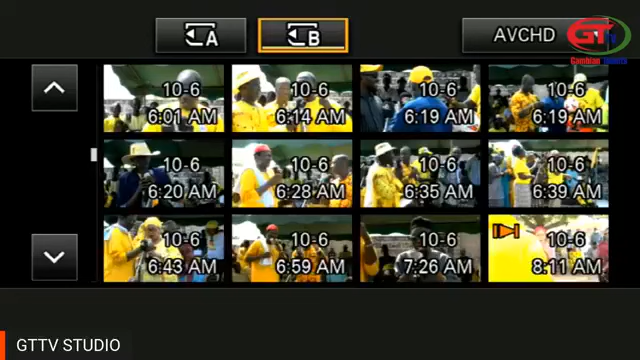 A
B
AVCHD
GTTV
Gambian Talents
10-6
6:01 AM
10-6
6:14 AM
10-6
6:19 AM
10-6
6:19 AM
10-6
6:20 AM
10-6
6:28 AM
10-6
6:35 AM
10-6
6:39 AM
10-6
6:43 AM
10-6
6:59 AM
10-6
7:26 AM
10-6
8:11 AM
GTTV STUDIO